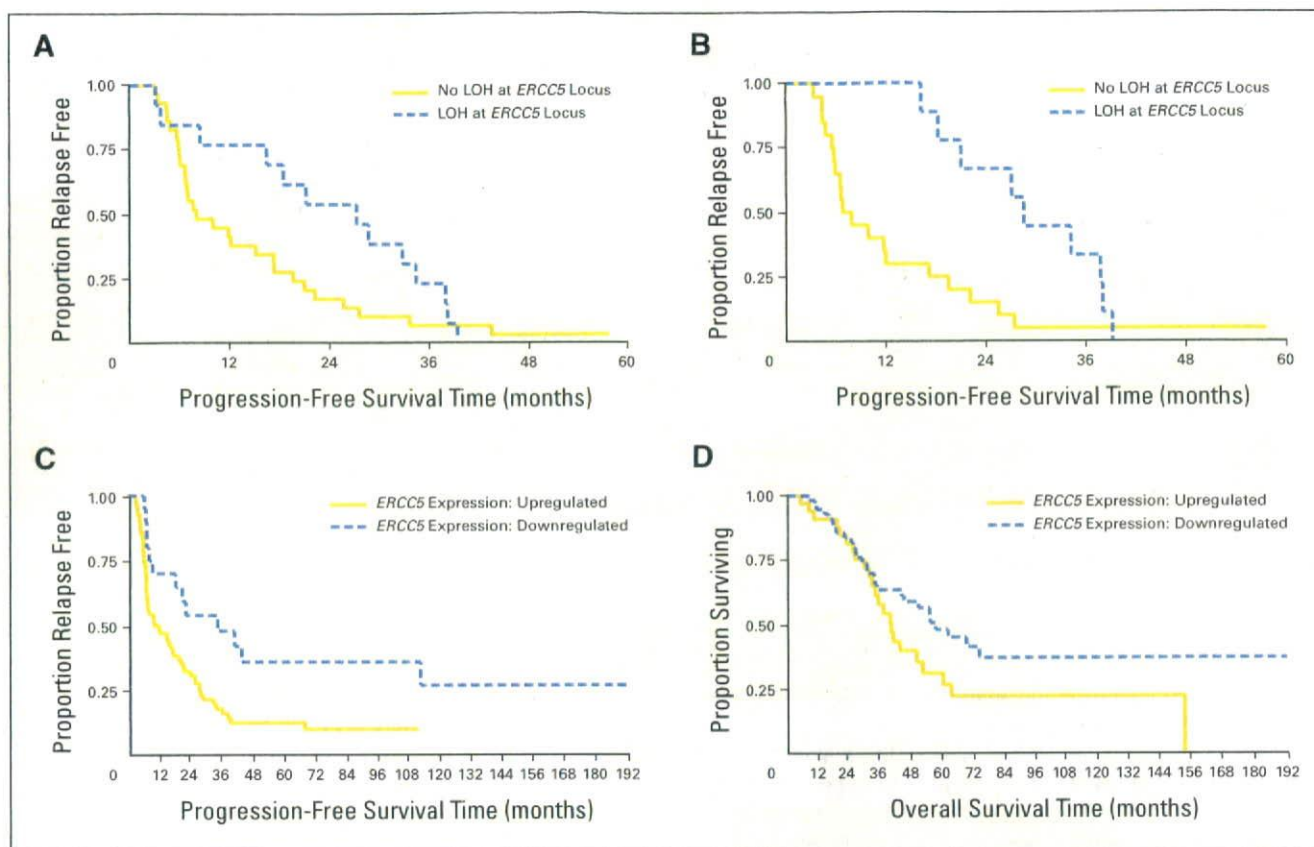 A
Proportion Relapse Free
1.00
0.75
0.50
0.25
No LOH at ERCC5 Locus
LOH at ERCC5 Locus
0 12 24 36 48 60
Progression-Free Survival Time (months)
B
Proportion Relapse Free
1.00
0.75
0.50
0.25
No LOH at ERCC5 Locus
LOH at ERCC5 Locus
0 12 24 36 48 60
Progression-Free Survival Time (months)
C
Proportion Relapse Free
1.00
0.75
0.50
0.25
ERCC5 Expression: Upregulated
ERCC5 Expression: Downregulated
0 12 24 36 48 60 72 84 96 108 120 132 144 156 168 180 192
Progression-Free Survival Time (months)
D
Proportion Surviving
1.00
0.75
0.50
0.25
ERCC5 Expression: Upregulated
ERCC5 Expression: Downregulated
0 12 24 36 48 60 72 84 96 108 120 132 144 156 168 180 192
Overall Survival Time (months)